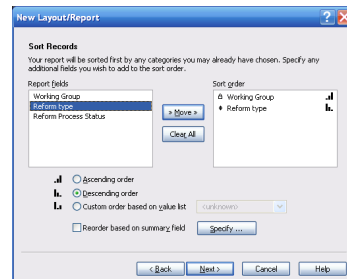 New Layout/Report
Sort Records
Your report will be sorted first by any categories you may already have chosen. Specify any
additional fields you wish to add to the sort order.
Report fields
Sort order
Working Group
Reform type
Reform Process Status
» Move »
Clear All
Working Group
Reform type
Ascending order
Descending order
Custom order based on value list
<unknown>
Reorder based on summary field
Specify ...
< Back
Next >
Cancel
Help